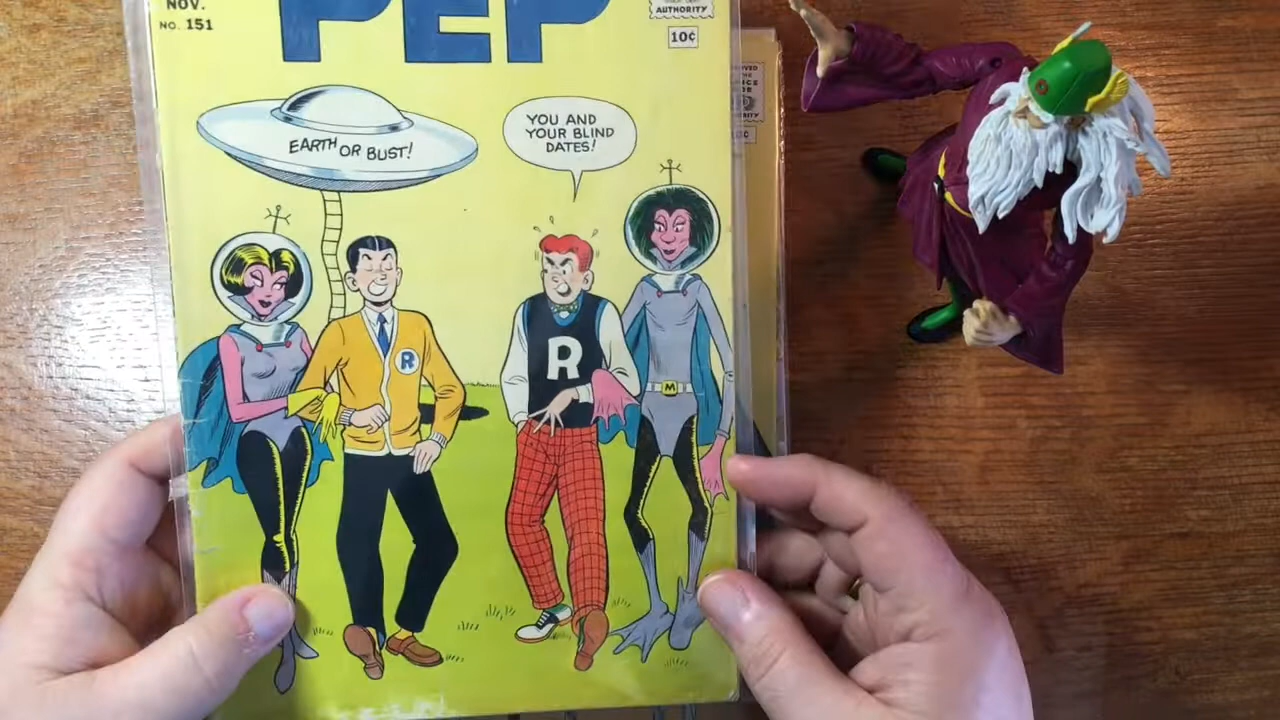 NOV.
NO. 151
PEP
AUTHORITY
10¢
EARTH OR BUST!
YOU AND
YOUR BLIND
DATES!
R
R
M